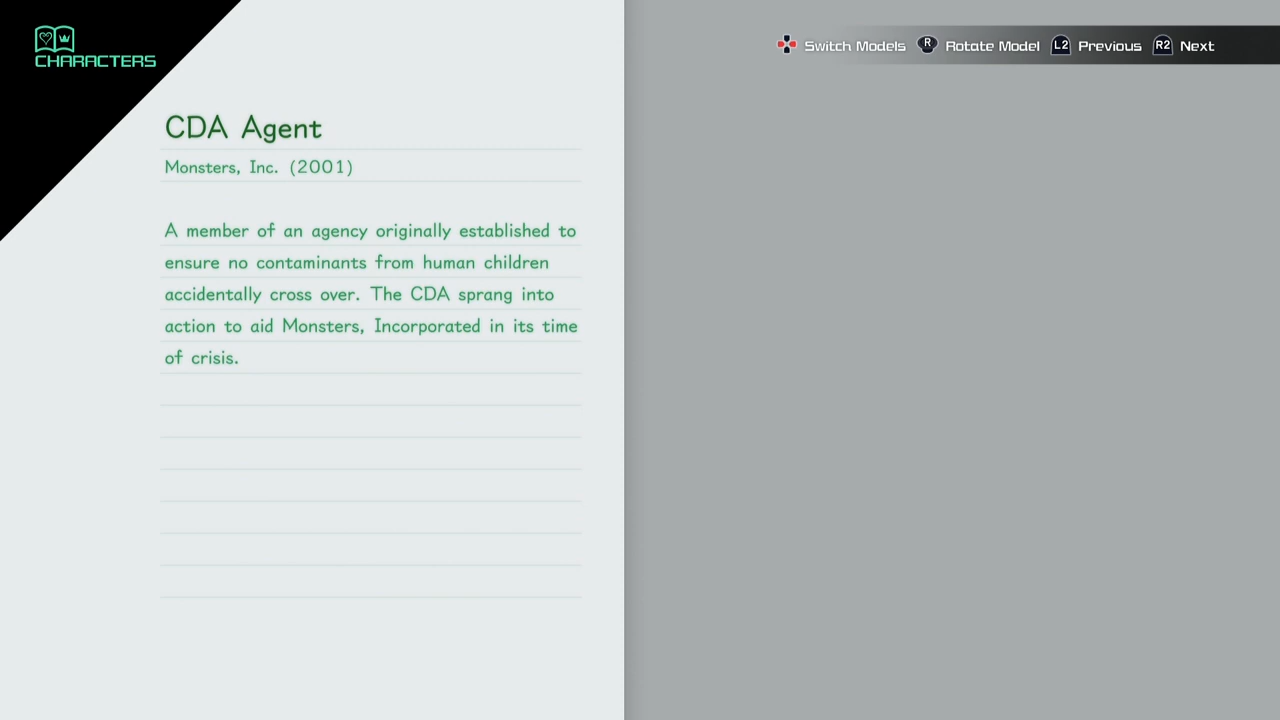 CHARACTERS
Switch Models R Rotate Model L2 Previous R2 Next
CDA Agent
Monsters, Inc. (2001)
A member of an agency originally established to
ensure no contaminants from human children
accidentally cross over. The CDA sprang into
action to aid Monsters, Incorporated in its time
of crisis.